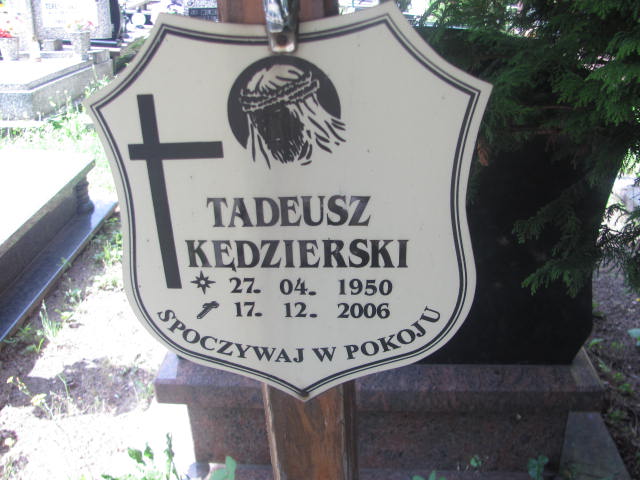 TADEUSZ
KĘDZIERSKI
27. 04. 1950
17. 12. 2006
SPOCZYWAJ W POKOJU